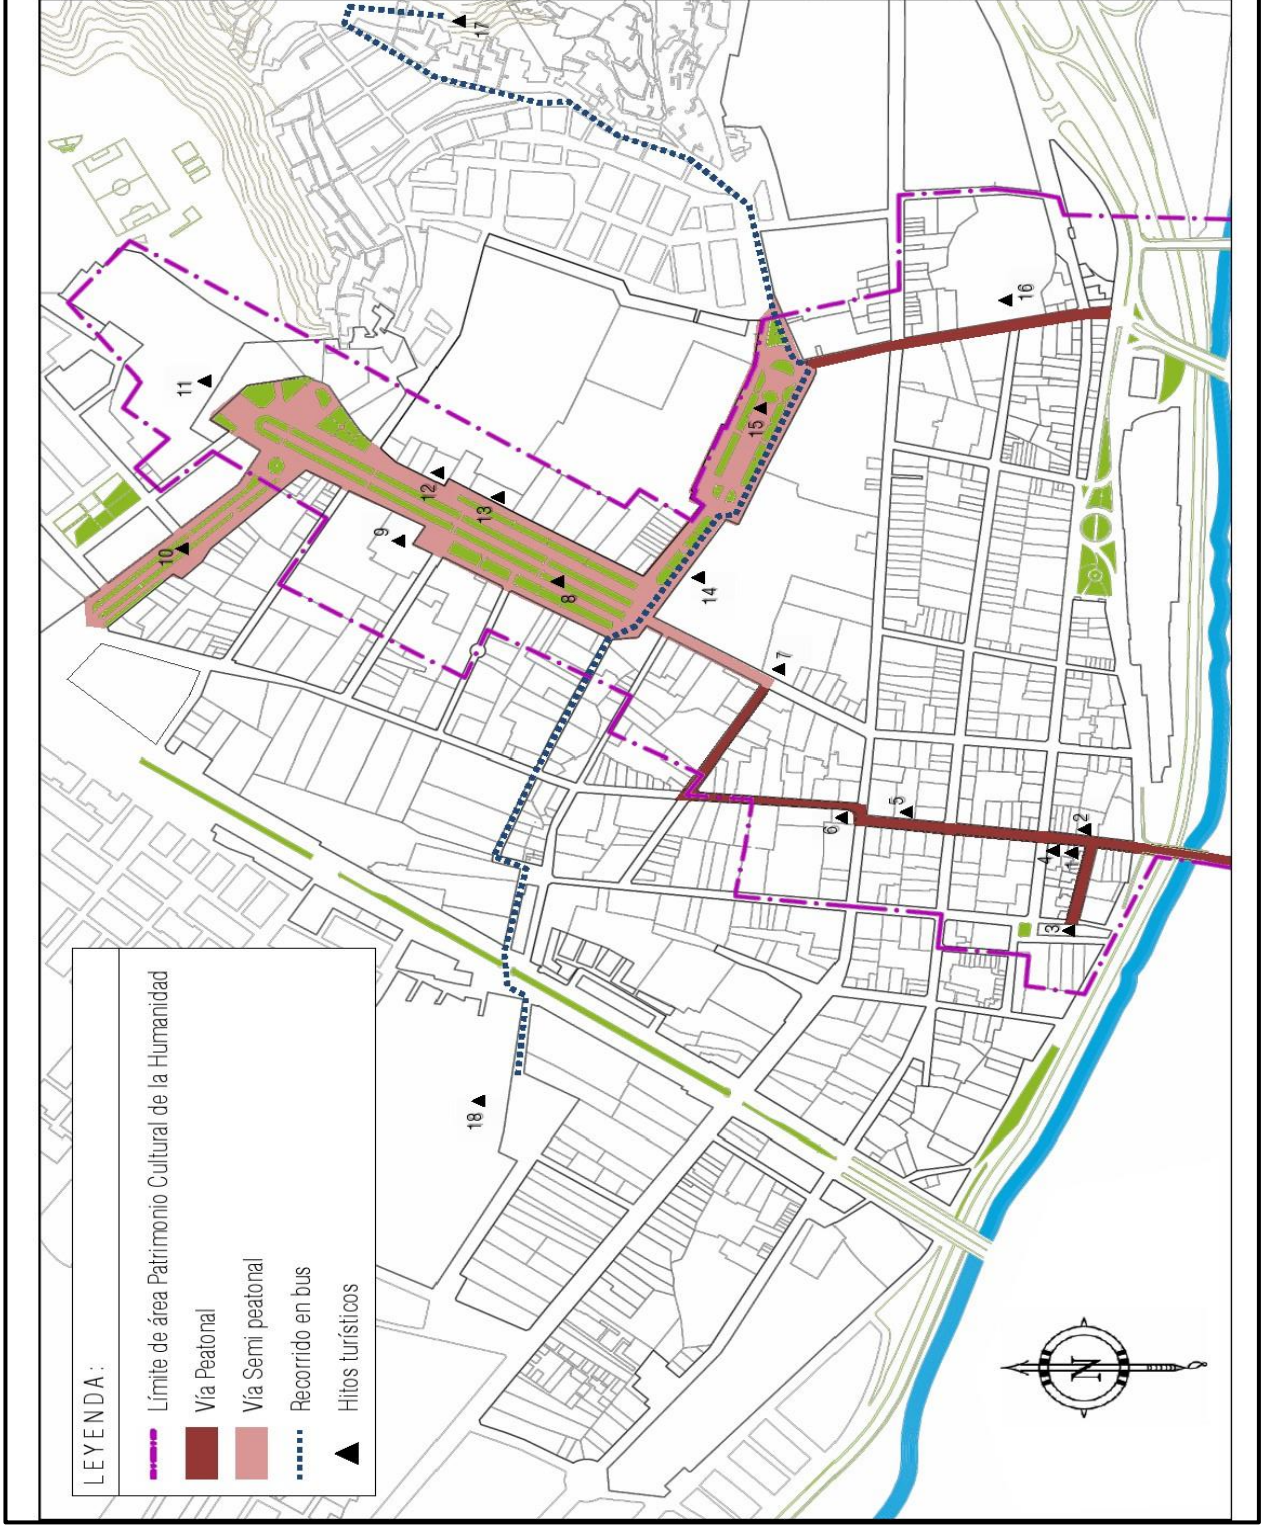 LEYENDA:
Límite de área Patrimonio Cultural de la Humanidad
Vía Peatonal
Vía Semi peatonal
Recorrido en bus
Hitos turísticos
17
11
12
13
9
10
8
15
14
16
7
5
6
2
4
1
3
18
N